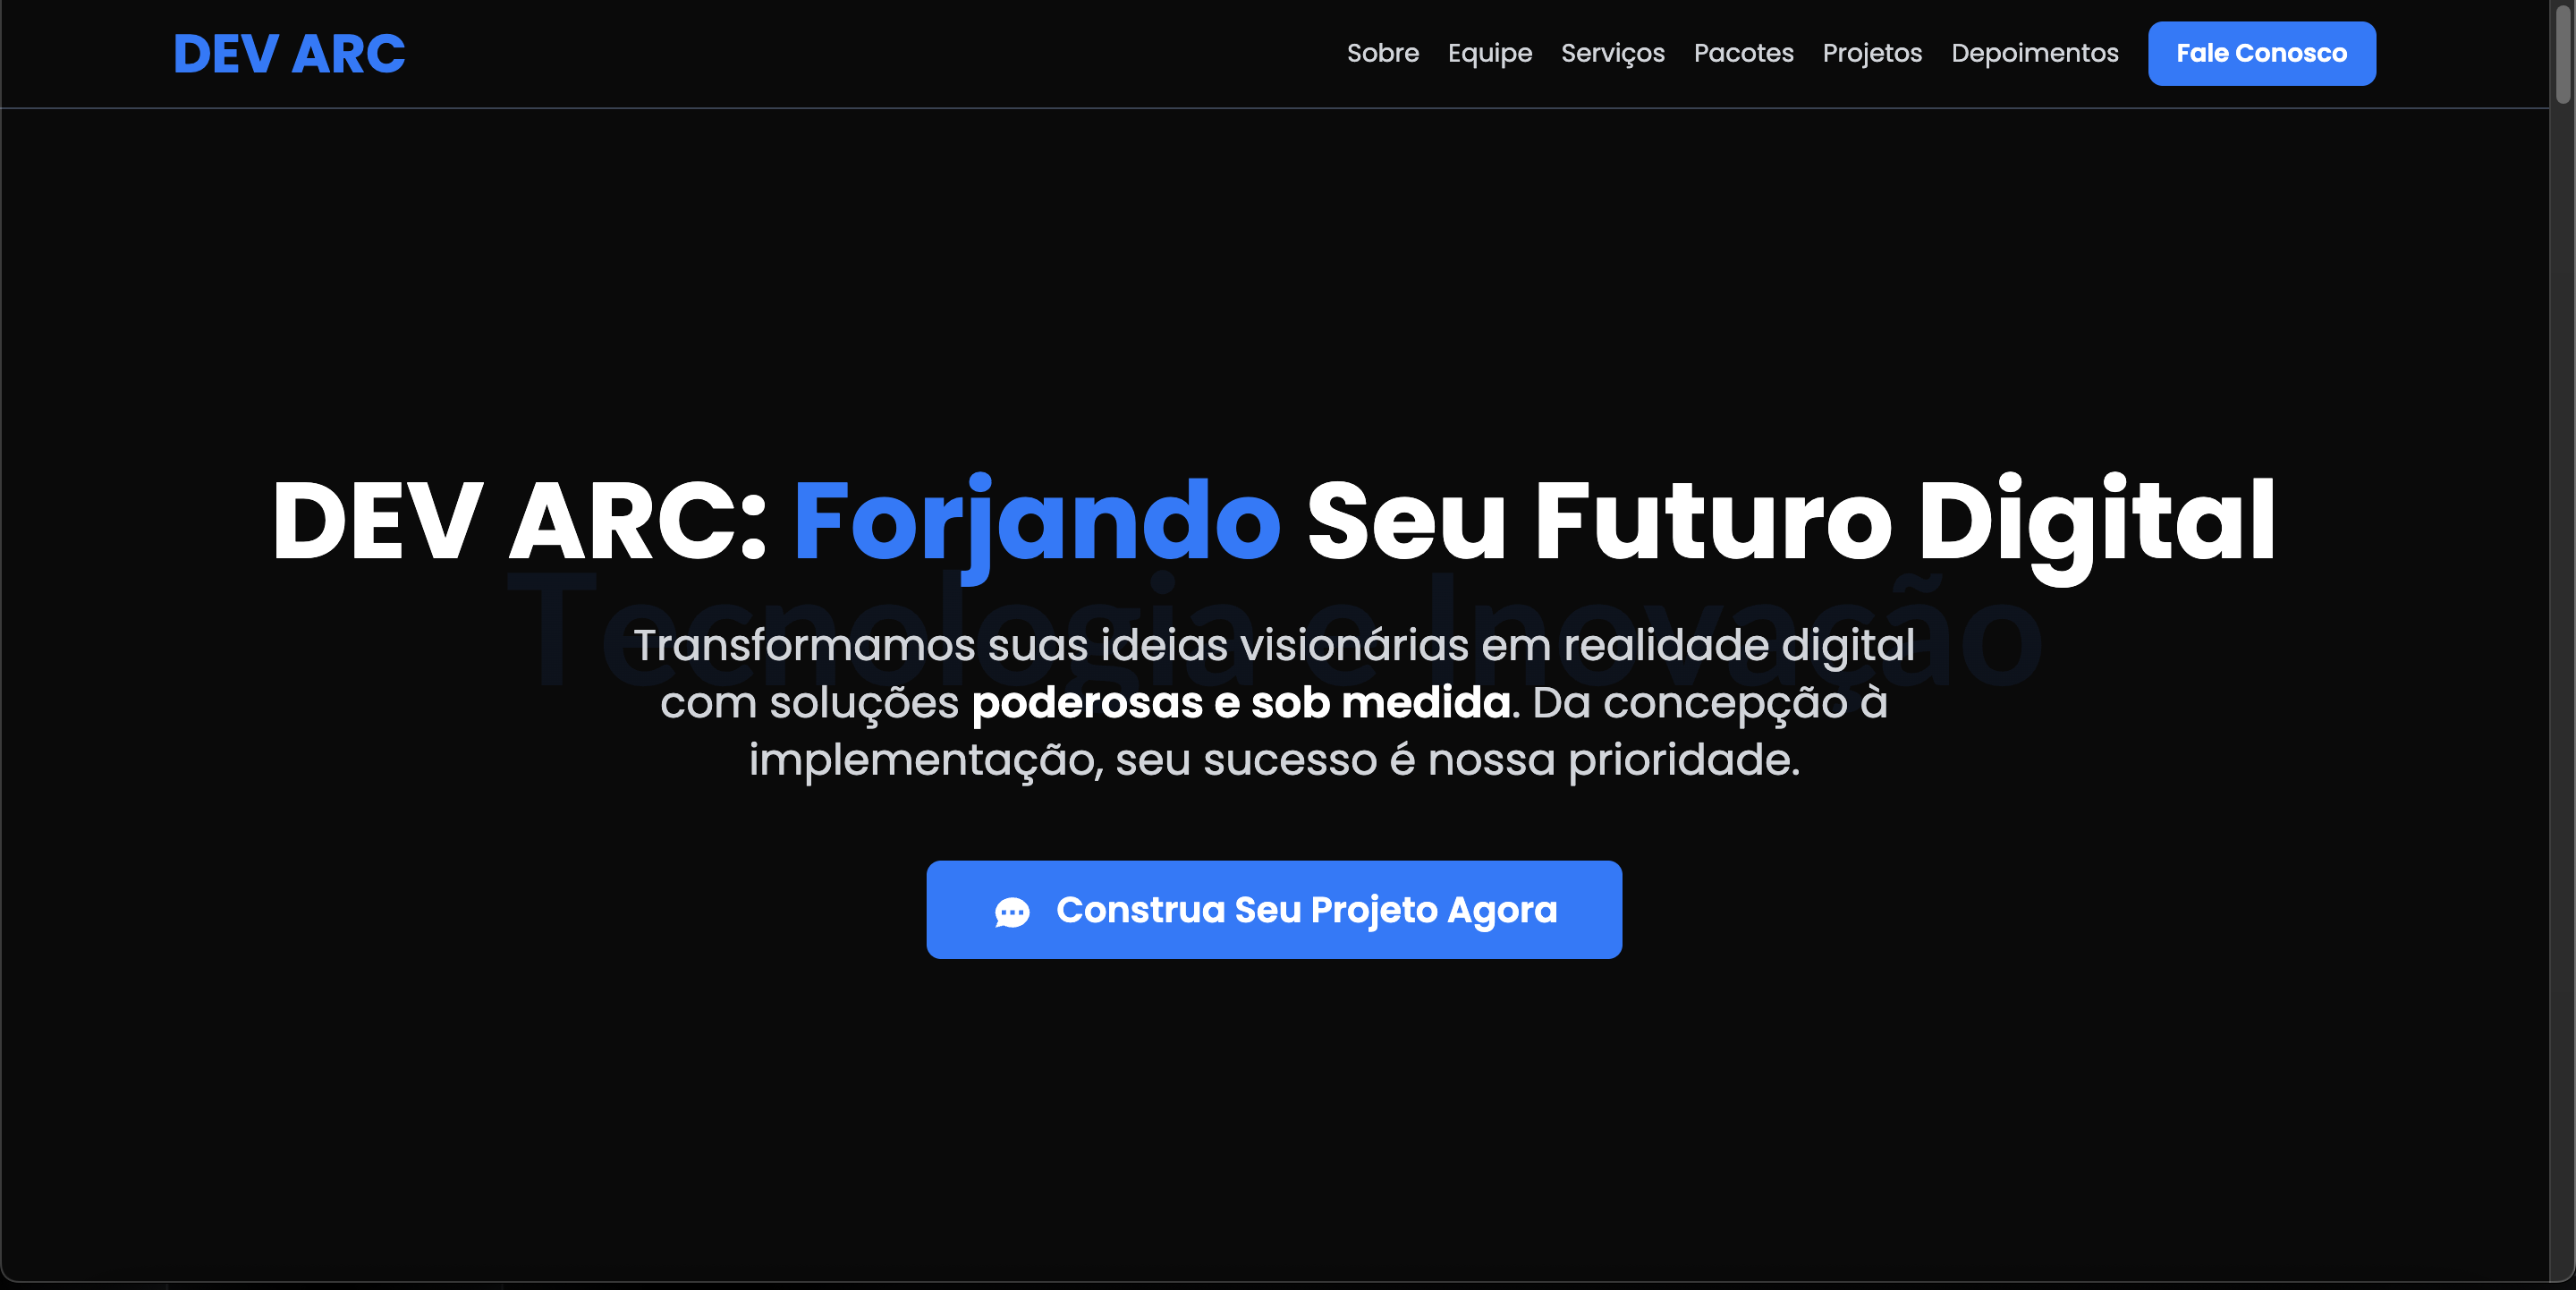 DEV ARC
Sobre Equipe Serviços Pacotes Projetos Depoimentos Fale Conosco
DEV ARC: Forjando Seu Futuro Digital
Tecnologia e Inovação
Transformamos suas ideias visionárias em realidade digital
com soluções poderosas e sob medida. Da concepção à
implementação, seu sucesso é nossa prioridade.
Construa Seu Projeto Agora